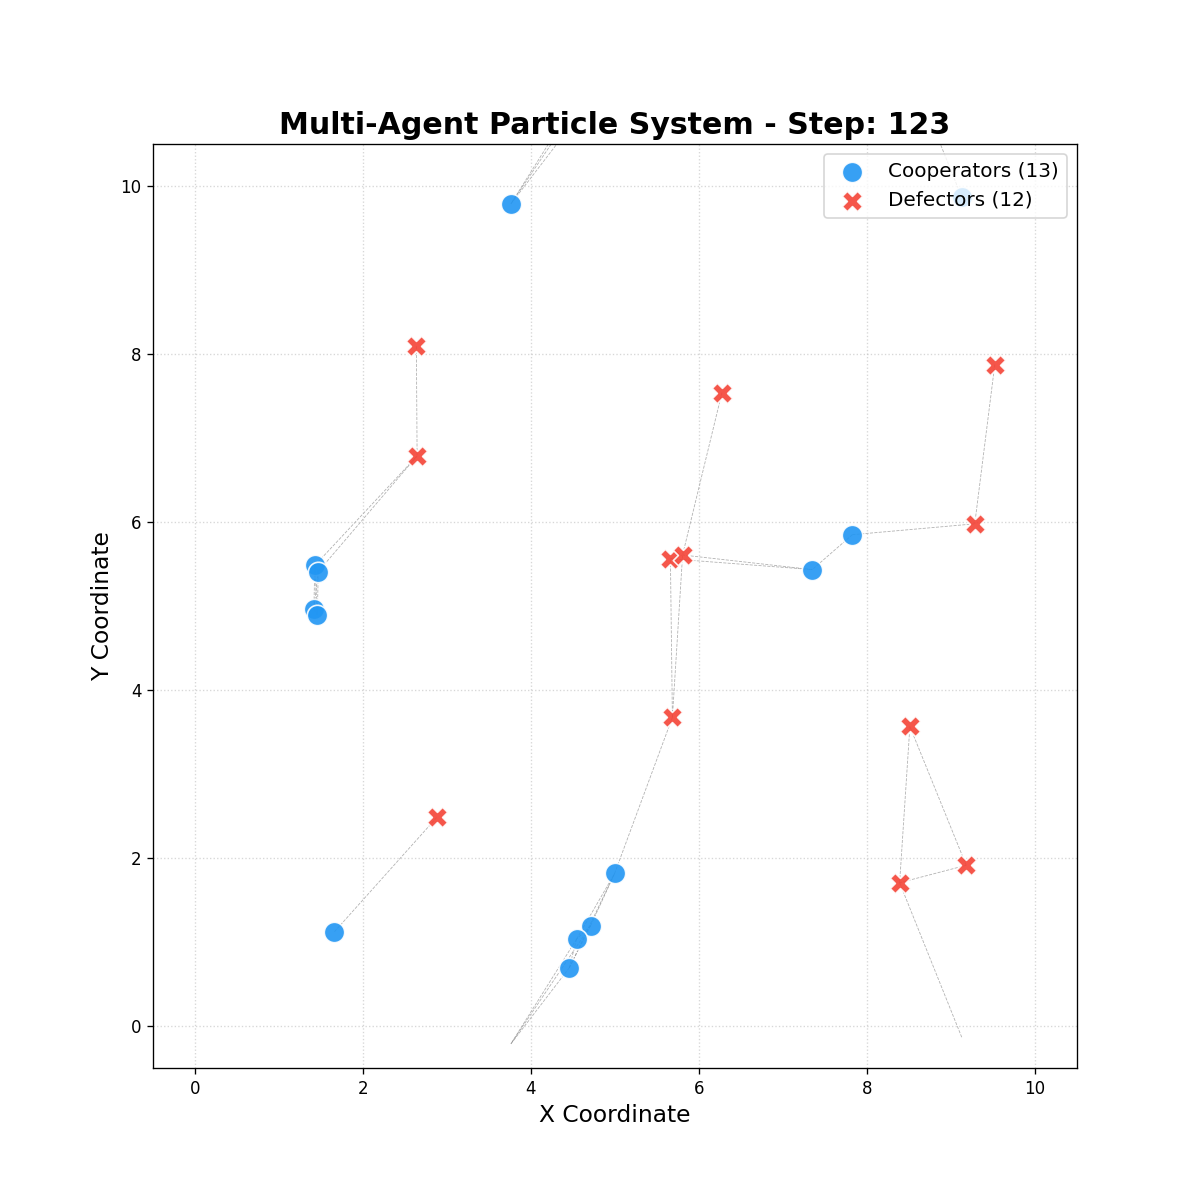 Multi-Agent Particle System - Step: 123
Cooperators (13)
Defectors (12)
10
8
6
4
2
0
Y Coordinate
0 2 4 6 8 10
X Coordinate